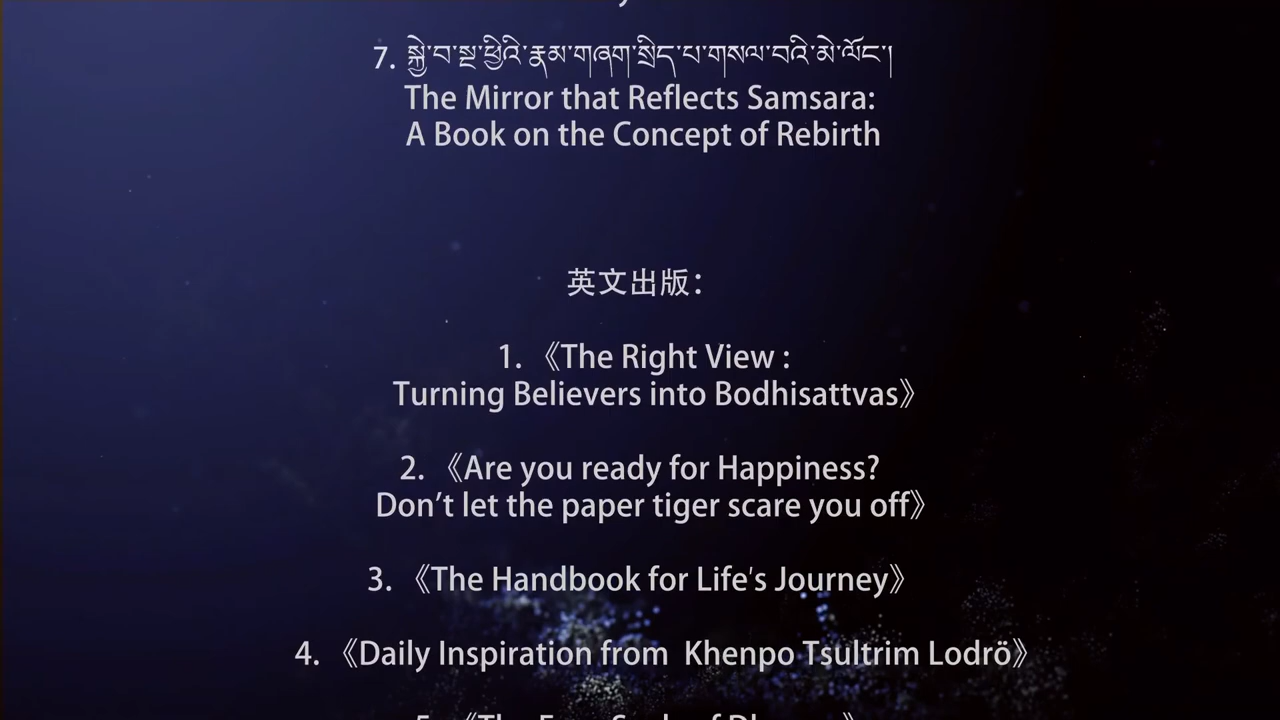 7. སྐྱེ་བ་སྔ་ཕྱིའི་རྣམ་གཞག་སྲིད་པ་གསལ་བའི་མེ་ལོང་།
The Mirror that Reflects Samsara:
A Book on the Concept of Rebirth
英文出版：
1. 《The Right View :
Turning Believers into Bodhisattvas》
2. 《Are you ready for Happiness?
Don’t let the paper tiger scare you off》
3. 《The Handbook for Life's Journey》
4. 《Daily Inspiration from  Khenpo Tsultrim Lodrö》